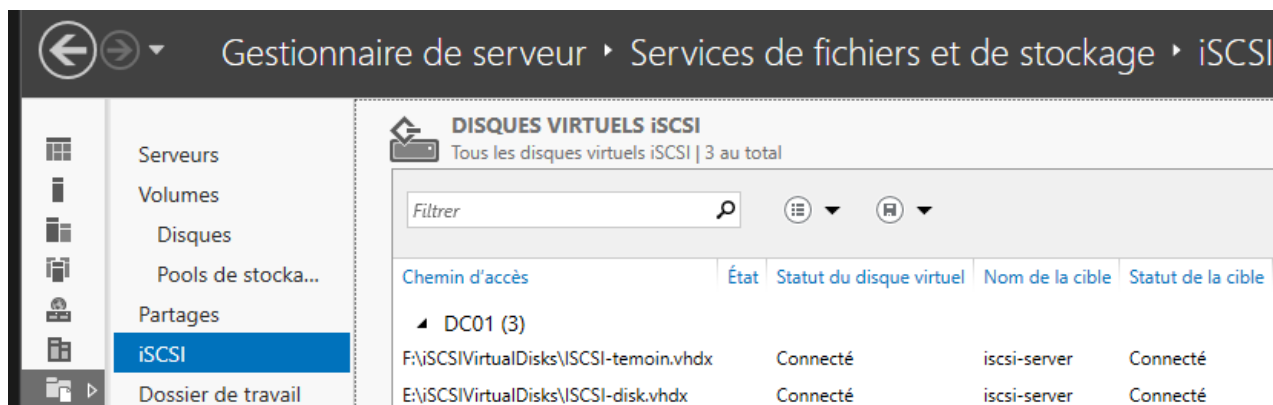 Gestionnaire de serveur ‣ Services de fichiers et de stockage ‣ iSCSI
Serveurs
Volumes
Disques
Pools de stocka...
Partages
iSCSI
Dossier de travail
DISQUES VIRTUELS iSCSI
Tous les disques virtuels iSCSI | 3 au total
Filtrer
Chemin d'accès État Statut du disque virtuel Nom de la cible Statut de la cible
DC01 (3)
F:\iSCSIVirtualDisks\ISCSI-temoin.vhdx Connecté iscsi-server Connecté
E:\iSCSIVirtualDisks\ISCSI-disk.vhdx Connecté iscsi-server Connecté